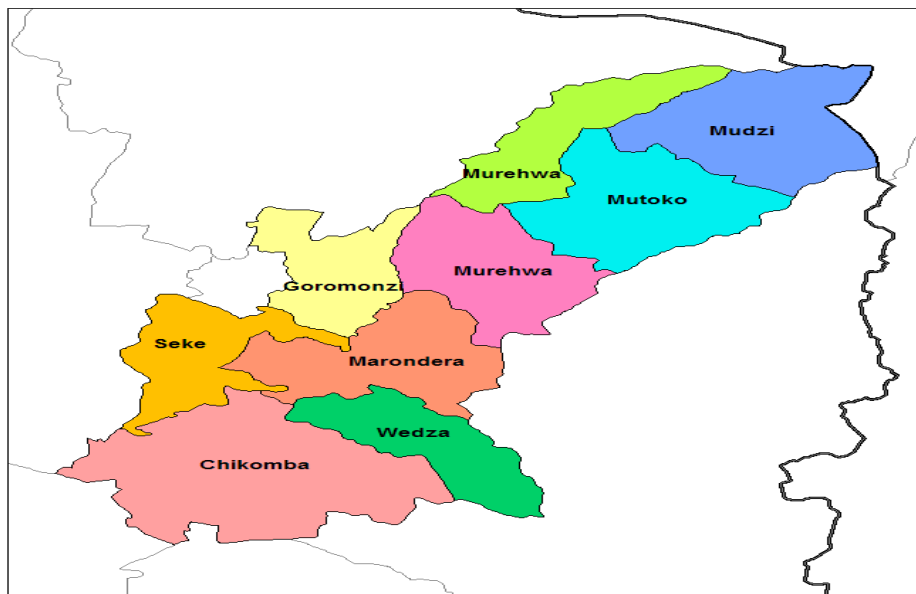 Mudzi
Murehwa
Mutoko
Murehwa
Goromonzi
Seke
Marondera
Wedza
Chikomba